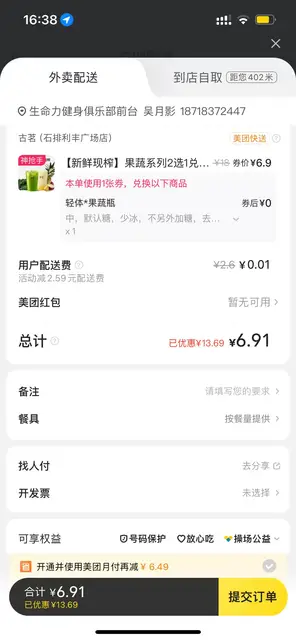 16:38
外卖配送
到店自取
距您402米
生命力健身俱乐部前台 吴月影 18718372447
古茗（石排利丰广场店）
美团快送
神抢手
【新鲜现榨】果蔬系列2选1兑... ¥18 券价¥6.9
本单使用1张券，兑换以下商品
轻体*果蔬瓶 券后¥0
中，默认糖，少冰，不另外加糖，去...
x 1
用户配送费 ¥2.6 ¥0.01
活动减2.59元配送费
美团红包 暂无可用
总计 已优惠¥13.69 ¥6.91
备注 请填写您的要求
餐具 按餐量提供
找人付 去分享
开发票 未选择
可享权益 号码保护 放心吃 操场公益
开通并使用美团月付再减 ¥ 6.49
合计 ¥6.91
已优惠¥13.69
提交订单